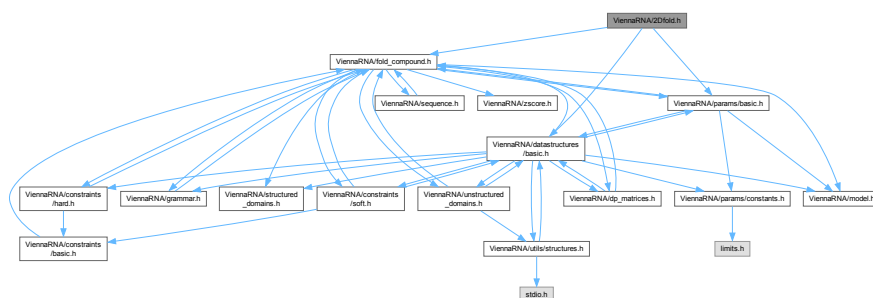 ViennaRNA/2Dfold.h
ViennaRNA/fold_compound.h
ViennaRNA/sequence.h
ViennaRNA/zscore.h
ViennaRNA/params/basic.h
ViennaRNA/datastructures
/basic.h
ViennaRNA/constraints
/hard.h
ViennaRNA/grammar.h
ViennaRNA/structured
_domains.h
ViennaRNA/constraints
/soft.h
ViennaRNA/unstructured
_domains.h
ViennaRNA/dp_matrices.h
ViennaRNA/params/constants.h
ViennaRNA/model.h
ViennaRNA/constraints
/basic.h
ViennaRNA/utils/structures.h
limits.h
stdio.h